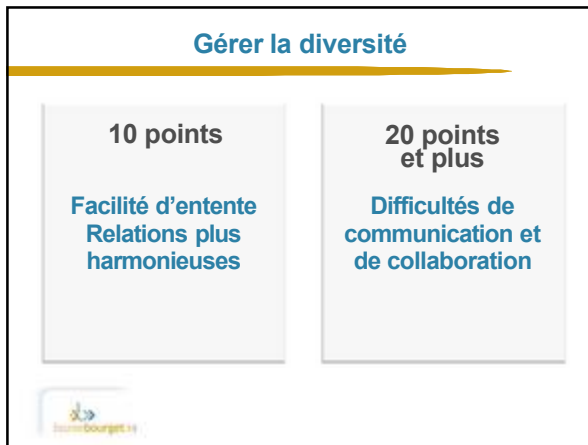 Gérer la diversité
10 points
Facilité d’entente
Relations plus
harmonieuses
20 points
et plus
Difficultés de
communication et
de collaboration